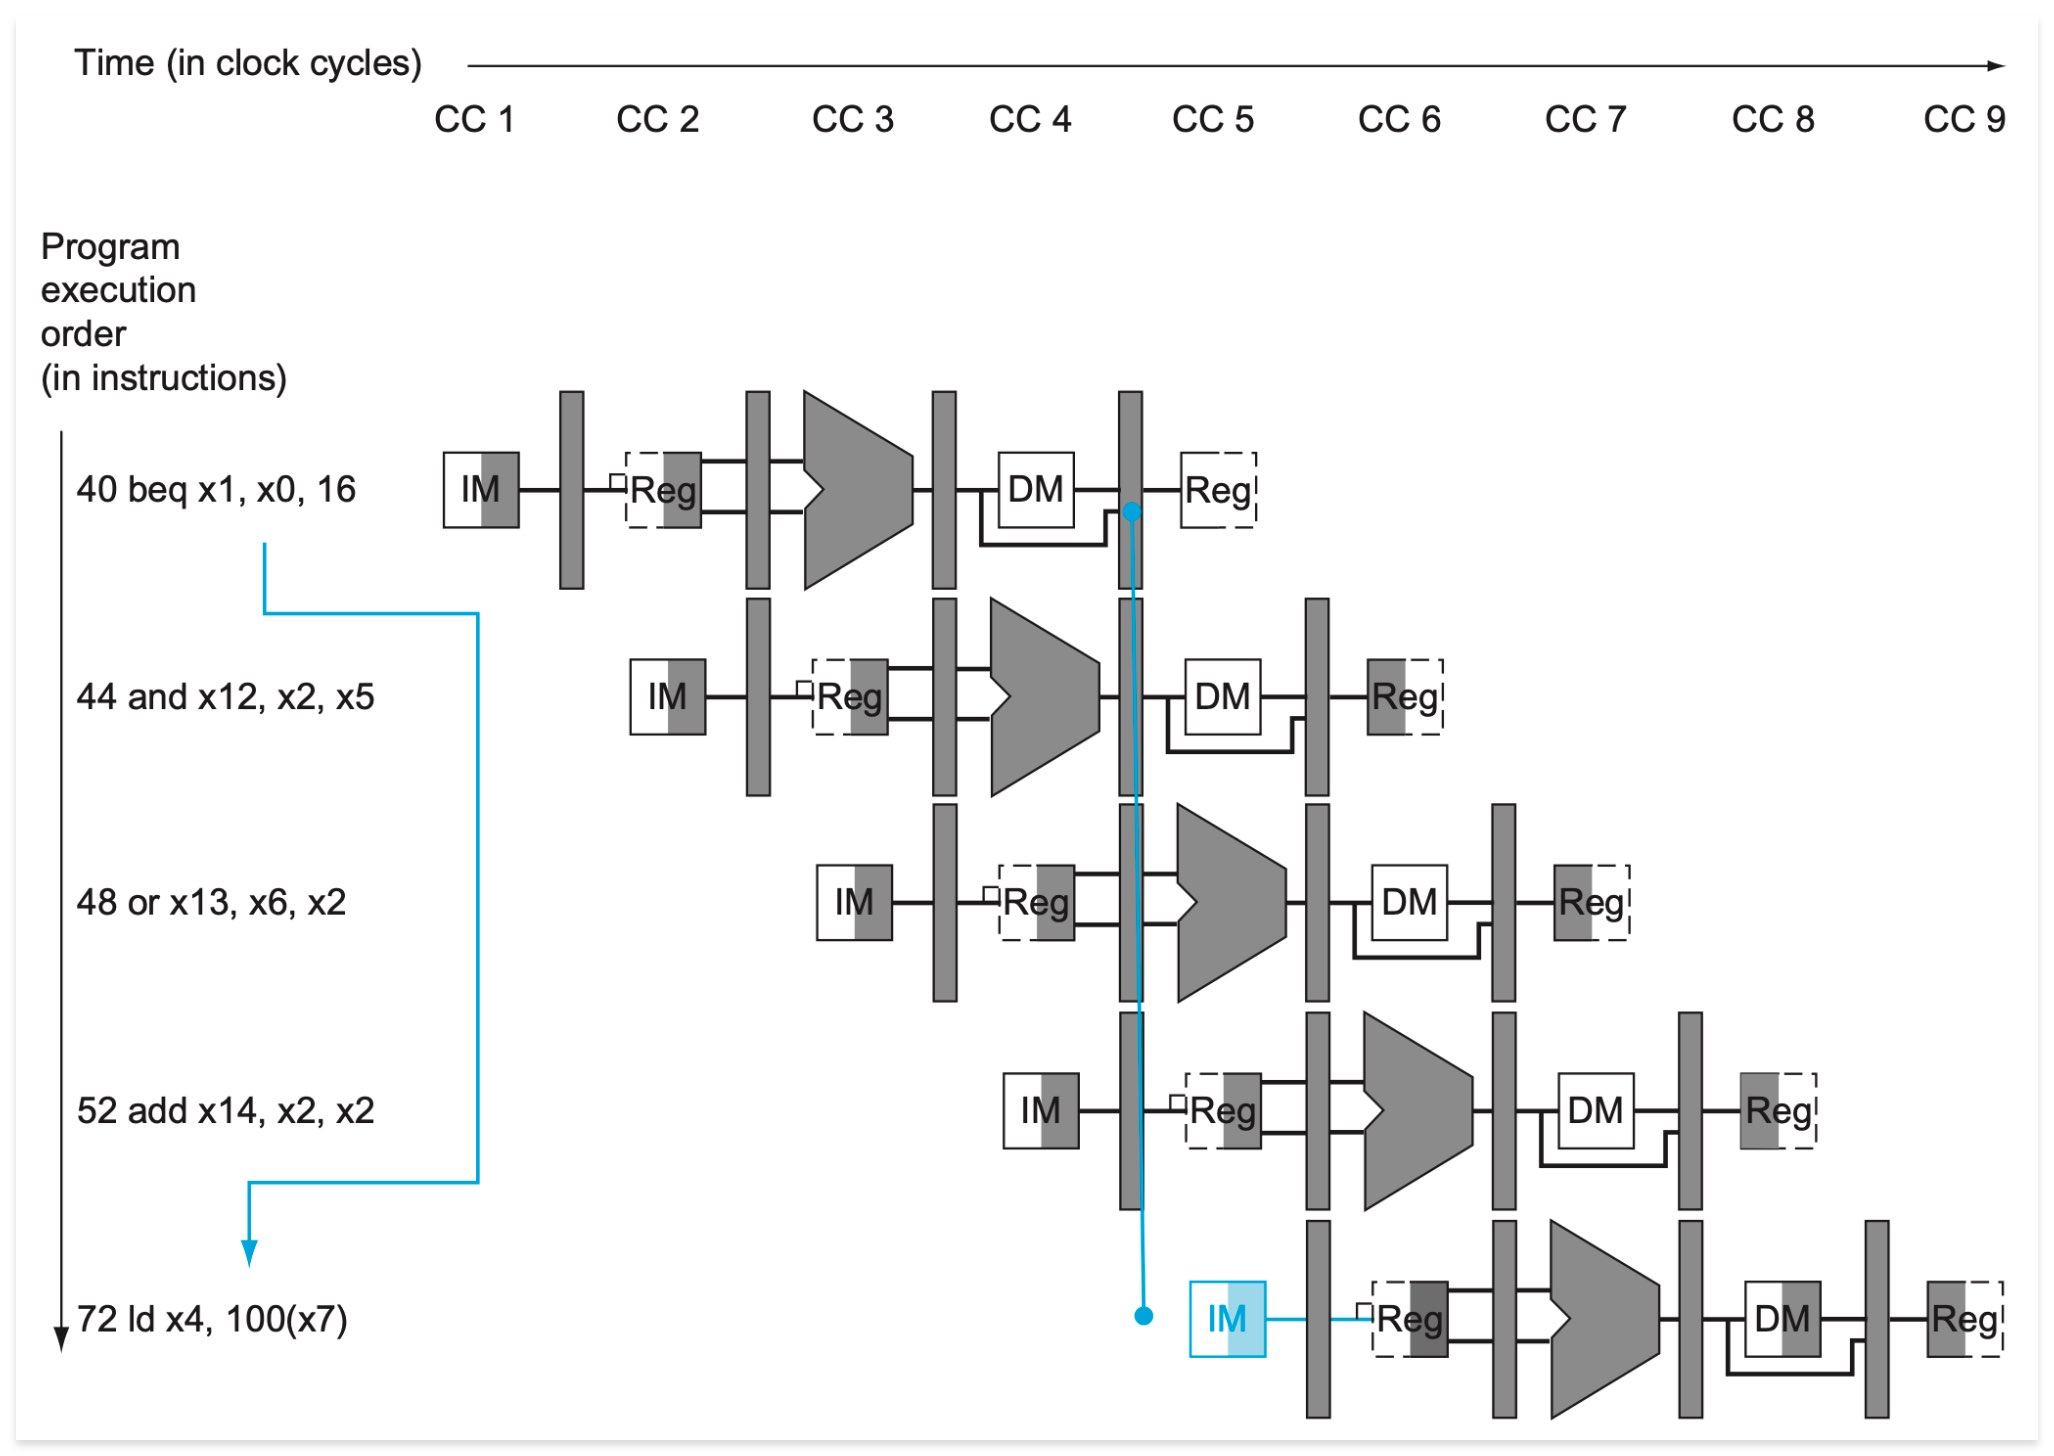 Time (in clock cycles)
CC 1 CC 2 CC 3 CC 4 CC 5 CC 6 CC 7 CC 8 CC 9
Program
execution
order
(in instructions)
40 beq x1, x0, 16 IM Reg DM Reg
44 and x12, x2, x5 IM Reg DM Reg
48 or x13, x6, x2 IM Reg DM Reg
52 add x14, x2, x2 IM Reg DM Reg
72 ld x4, 100(x7) IM Reg DM Reg